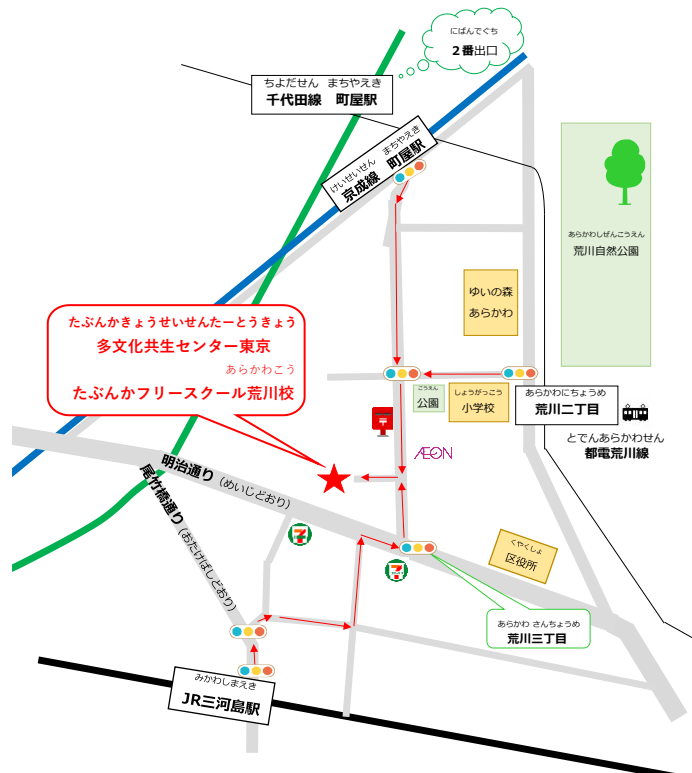 にばんでぐち
２番出口
ちよだせん　まちやえき
千代田線　町屋駅
けいせいせん　まちやえき
京成線　町屋駅
あらかわしぜんこうえん
荒川自然公園
ゆいの森
あらかわ
たぶんかきょうせいせんたーとうきょう
多文化共生センター東京
あらかわこう
たぶんかフリースクール荒川校
こうえん
公園
しょうがっこう
小学校
あらかわにちょうめ
荒川二丁目
とでんあらかわせん
都電荒川線
ÆON
明治通り（めいじどおり）
尾竹橋通り（おたけばしどおり）
くやくしょ
区役所
あらかわ さんちょうめ
荒川三丁目
みかわしまえき
JR三河島駅